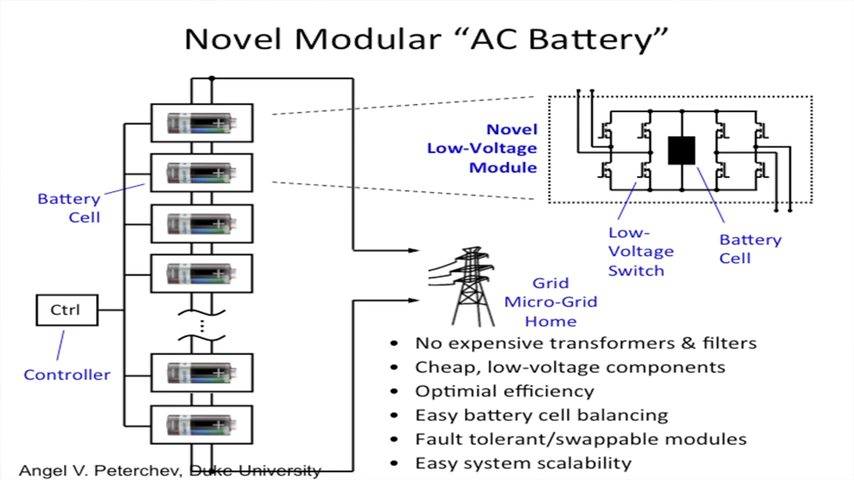 Novel Modular “AC Battery”
Novel
Low-Voltage
Module
Battery
Cell
Low-
Voltage
Switch
Battery
Cell
Ctrl
Controller
Grid
Micro-Grid
Home
• No expensive transformers & filters
• Cheap, low-voltage components
• Optimial efficiency
• Easy battery cell balancing
• Fault tolerant/swappable modules
• Easy system scalability
Angel V. Peterchev, Duke University